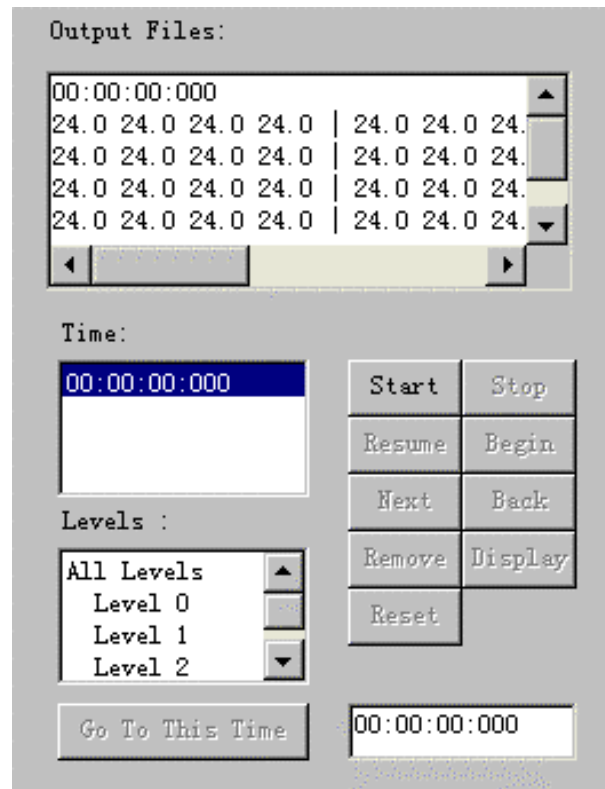 Output Files:
00:00:00:000
24.0 24.0 24.0 24.0 | 24.0 24.0 24.
24.0 24.0 24.0 24.0 | 24.0 24.0 24.
24.0 24.0 24.0 24.0 | 24.0 24.0 24.
24.0 24.0 24.0 24.0 | 24.0 24.0 24.
Time:
00:00:00:000
Start Stop
Resume Begin
Next Back
Remove Display
Reset
Levels :
All Levels
Level 0
Level 1
Level 2
Go To This Time
00:00:00:000